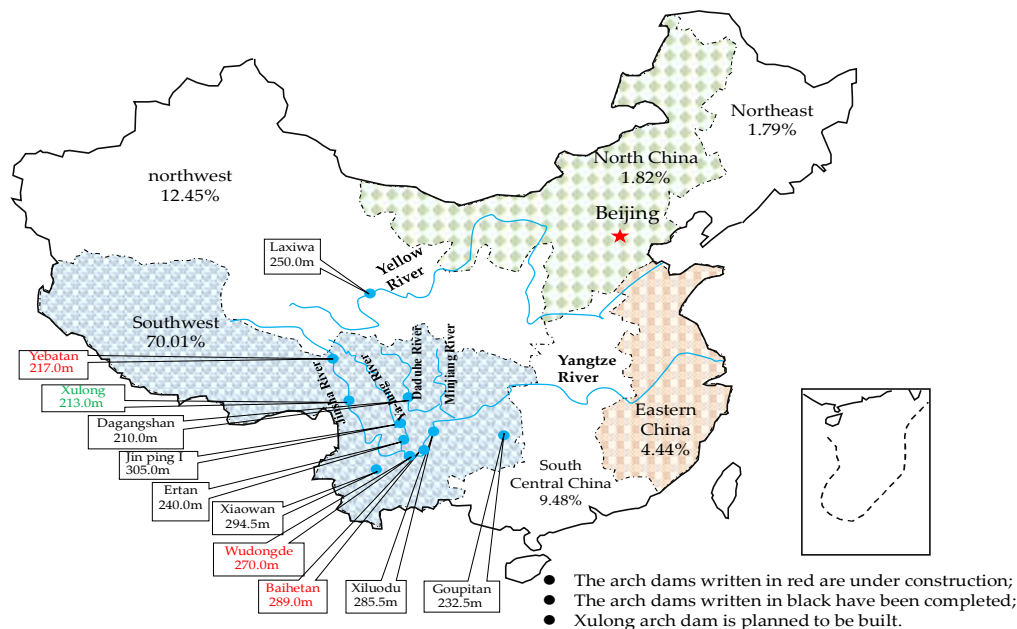 Northeast
1.79%
North China
1.82%
northwest
12.45%
Beijing
Laxiwa
250.0m
Yellow
River
Southwest
70.01%
Yebatan
217.0m
Xulong
213.0m
Dagangshan
210.0m
Jin ping I
305.0m
Ertan
240.0m
Xiaowan
294.5m
Wudongde
270.0m
Baihetan
289.0m
Xiluodu
285.5m
Goupitan
232.5m
Jinsha River
Ya-lung River
Daduhe River
Minjiang River
Yangtze
River
Eastern
China
4.44%
South
Central China
9.48%
The arch dams written in red are under construction;
The arch dams written in black have been completed;
Xulong arch dam is planned to be built.